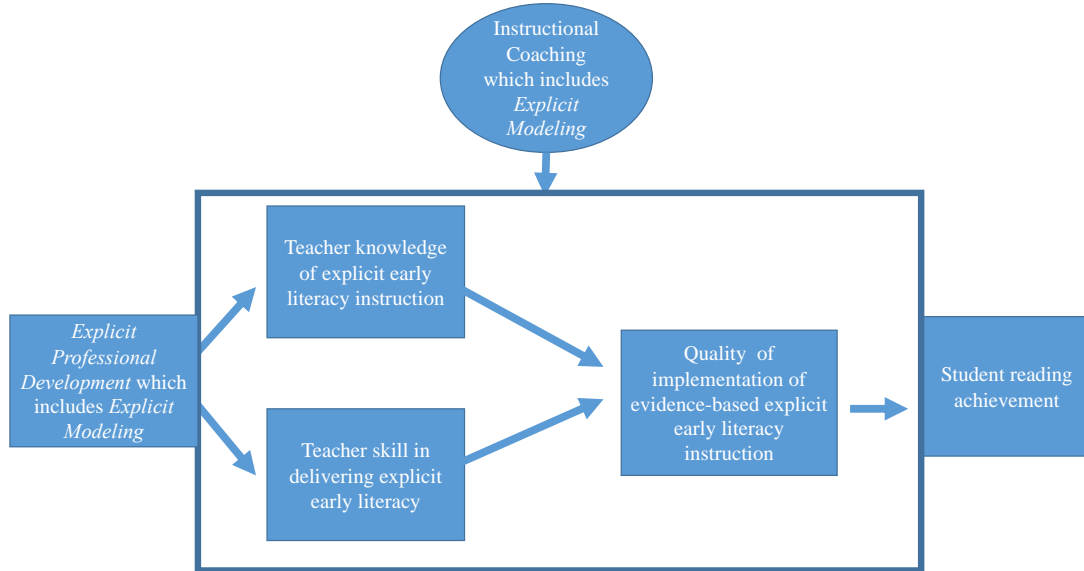 Instructional
Coaching
which includes
Explicit
Modeling
Teacher knowledge
of explicit early
literacy instruction
Explicit
Professional
Development which
includes Explicit
Modeling
Teacher skill in
delivering explicit
early literacy
Quality of
implementation of
evidence-based explicit
early literacy
instruction
Student reading
achievement